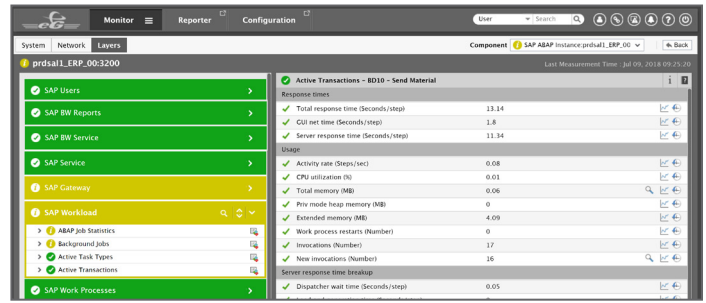 eG
Monitor
Reporter
Configuration
User
Search
System
Network
Layers
Component
SAP ABAP Instance:prdsal1_ERP_00
Back
prdsal1_ERP_00:3200
Last Measurement Time : Jul 09, 2018 09:25:20
SAP Users
SAP BW Reports
SAP BW Service
SAP Service
SAP Gateway
SAP Workload
ABAP Job Statistics
Background Jobs
Active Task Types
Active Transactions
SAP Work Processes
Active Transactions - BD10 - Send Material
Response times
Total response time (Seconds/step) 13.14
GUI net time (Seconds/step) 1.8
Server response time (Seconds/step) 11.34
Usage
Activity rate (Steps/sec) 0.08
CPU utilization (%) 0.01
Total memory (MB) 0.06
Priv mode heap memory (MB) 0
Extended memory (MB) 4.09
Work process restarts (Number) 0
Invocations (Number) 17
New invocations (Number) 16
Server response time breakup
Dispatcher wait time (Seconds/step) 0.05